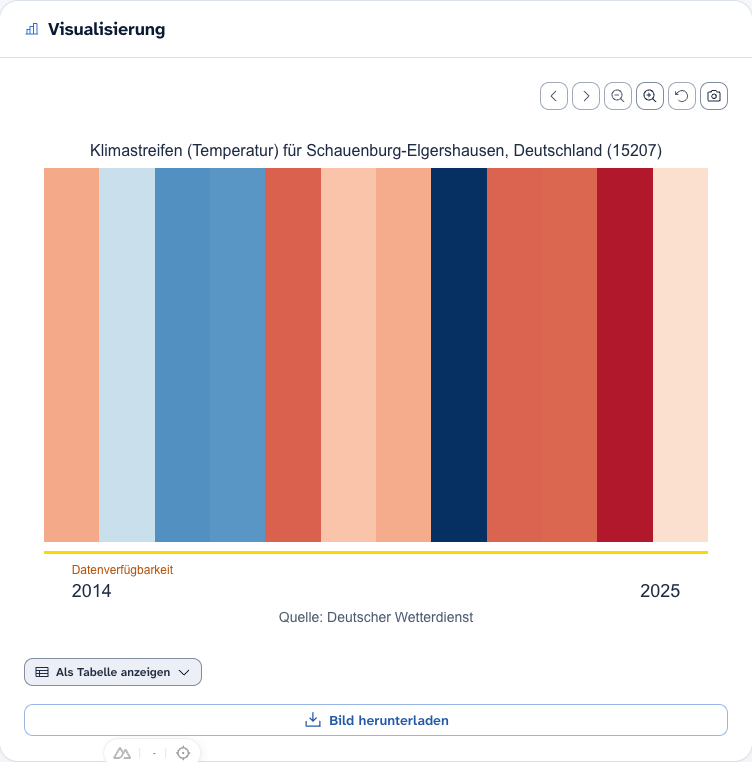 Visualisierung
Klimastreifen (Temperatur) für Schauenburg-Elgershausen, Deutschland (15207)
Datenverfügbarkeit
2014
2025
Quelle: Deutscher Wetterdienst
Als Tabelle anzeigen
Bild herunterladen
-